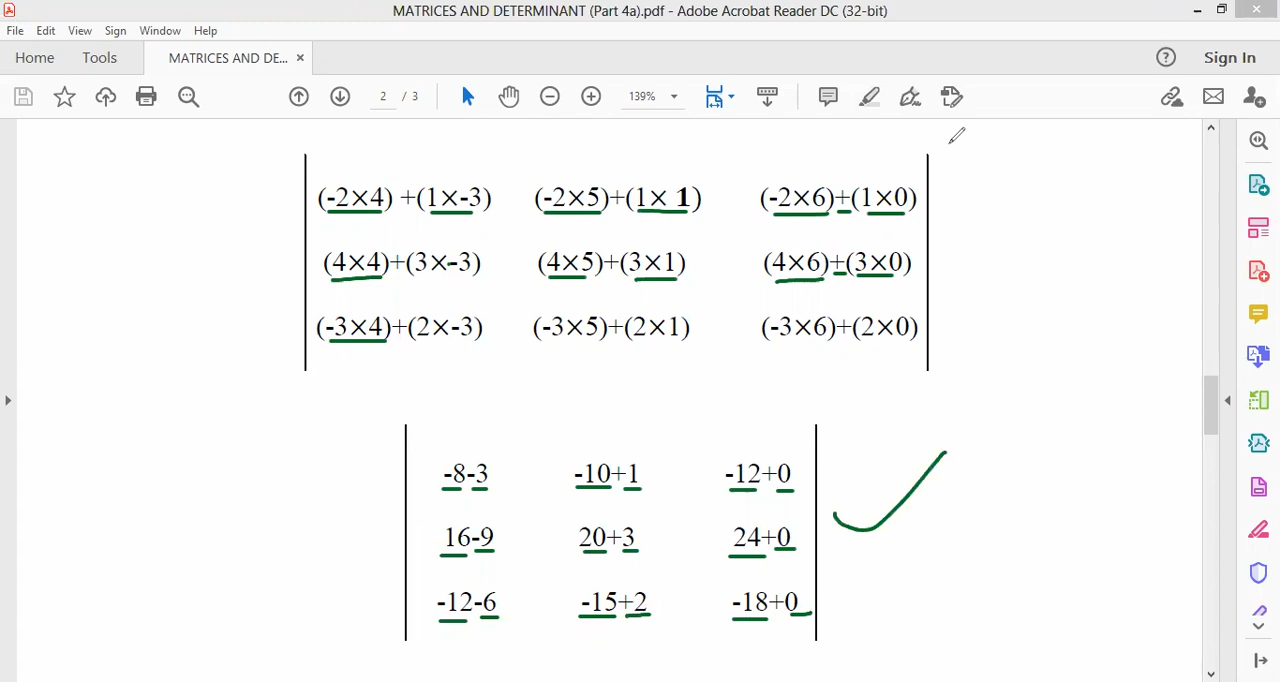 MATRICES AND DETERMINANT (Part 4a).pdf - Adobe Acrobat Reader DC (32-bit)
File Edit View Sign Window Help
Home Tools MATRICES AND DE... × Sign In
2 / 3 139%
(-2×4) +(1×-3) (-2×5)+(1× 1) (-2×6)+(1×0)
(4×4)+(3×-3) (4×5)+(3×1) (4×6)+(3×0)
(-3×4)+(2×-3) (-3×5)+(2×1) (-3×6)+(2×0)
-8-3 -10+1 -12+0
16-9 20+3 24+0
-12-6 -15+2 -18+0